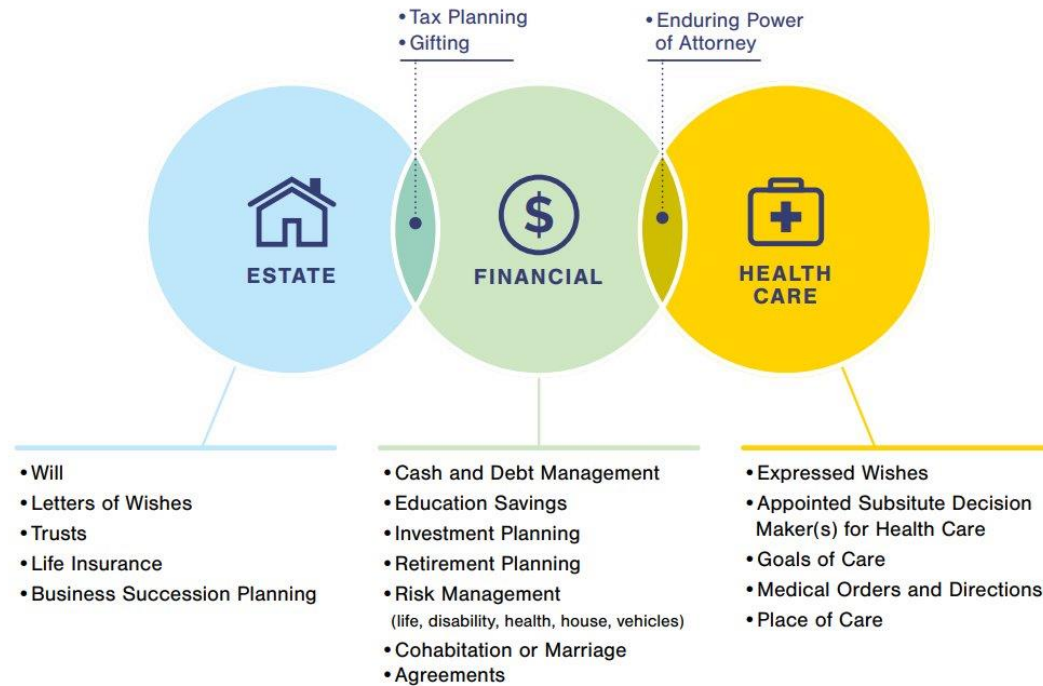 • Tax Planning
• Gifting
• Enduring Power
of Attorney
ESTATE
$
FINANCIAL
HEALTH
CARE
• Will
• Letters of Wishes
• Trusts
• Life Insurance
• Business Succession Planning
• Cash and Debt Management
• Education Savings
• Investment Planning
• Retirement Planning
• Risk Management
(life, disability, health, house, vehicles)
• Cohabitation or Marriage
• Agreements
• Expressed Wishes
• Appointed Subsitute Decision
Maker(s) for Health Care
• Goals of Care
• Medical Orders and Directions
• Place of Care